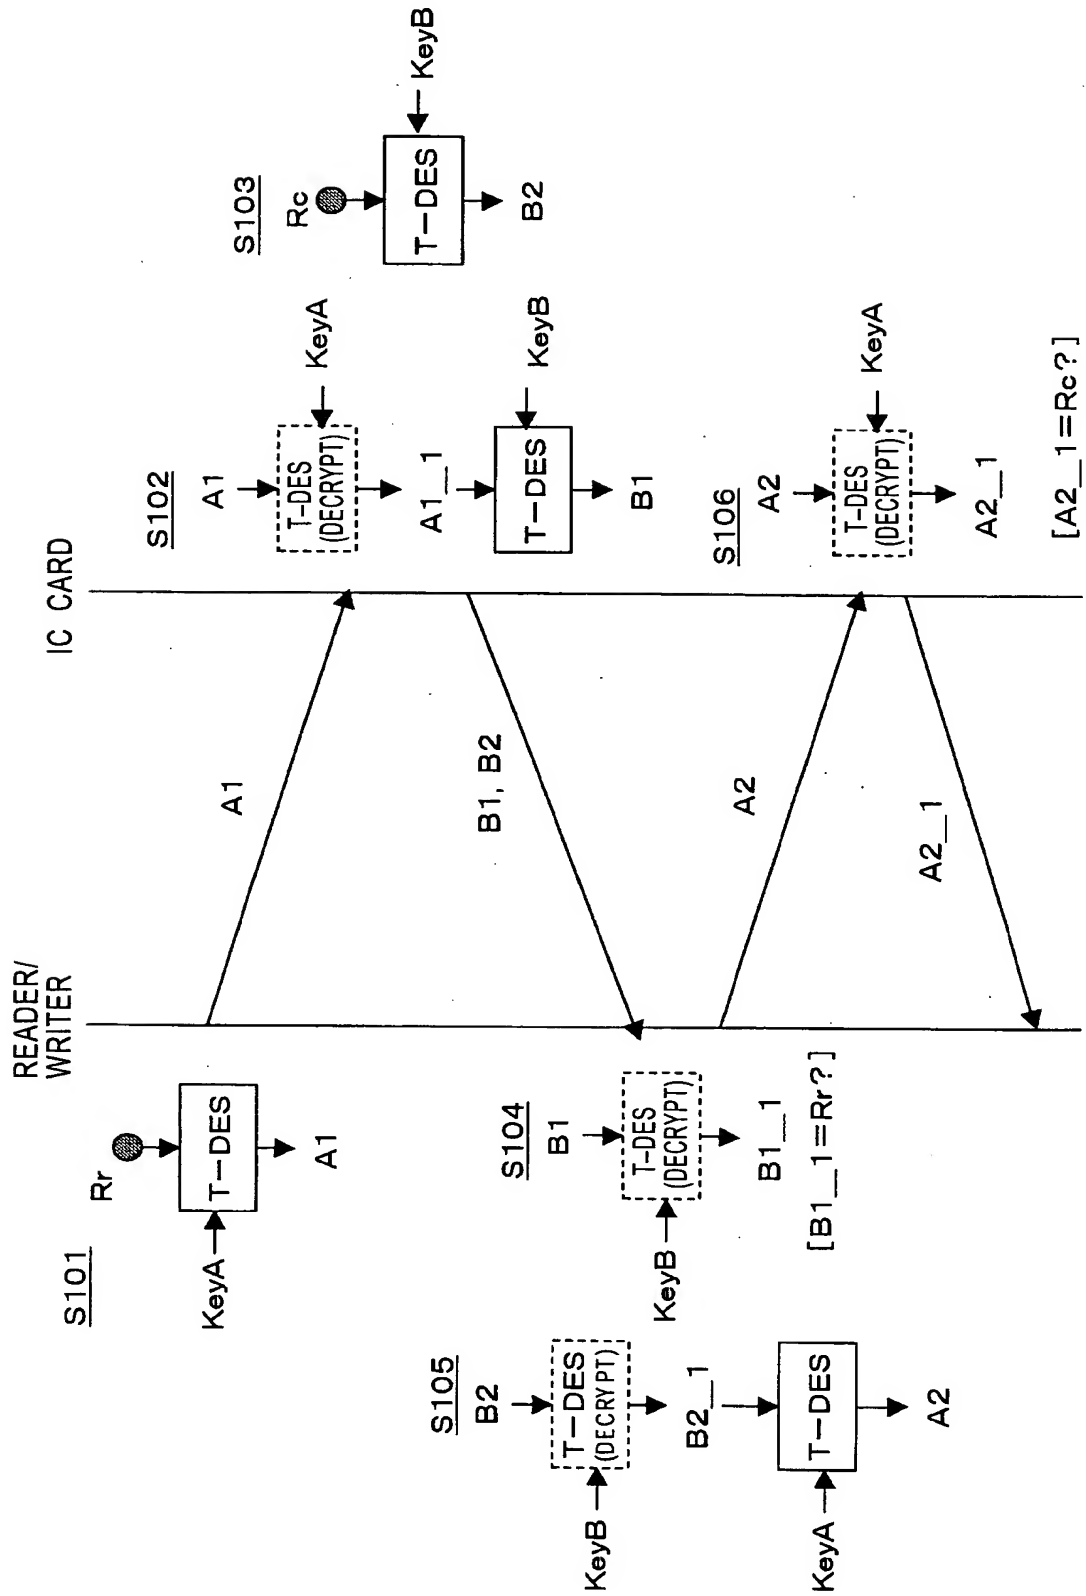 READER/
WRITER
IC CARD
S101
Rr
KeyA
T-DES
A1
A1
S102
A1
T-DES
(DECRYPT)
KeyA
A1_1
T-DES
KeyB
B1
S103
Rc
T-DES
KeyB
B2
B1, B2
S104
B1
T-DES
(DECRYPT)
KeyB
B1_1
[B1_1=Rr?]
S105
B2
T-DES
(DECRYPT)
KeyB
B2_1
T-DES
KeyA
A2
A2
S106
A2
T-DES
(DECRYPT)
KeyA
A2_1
[A2_1=Rc?]
A2_1